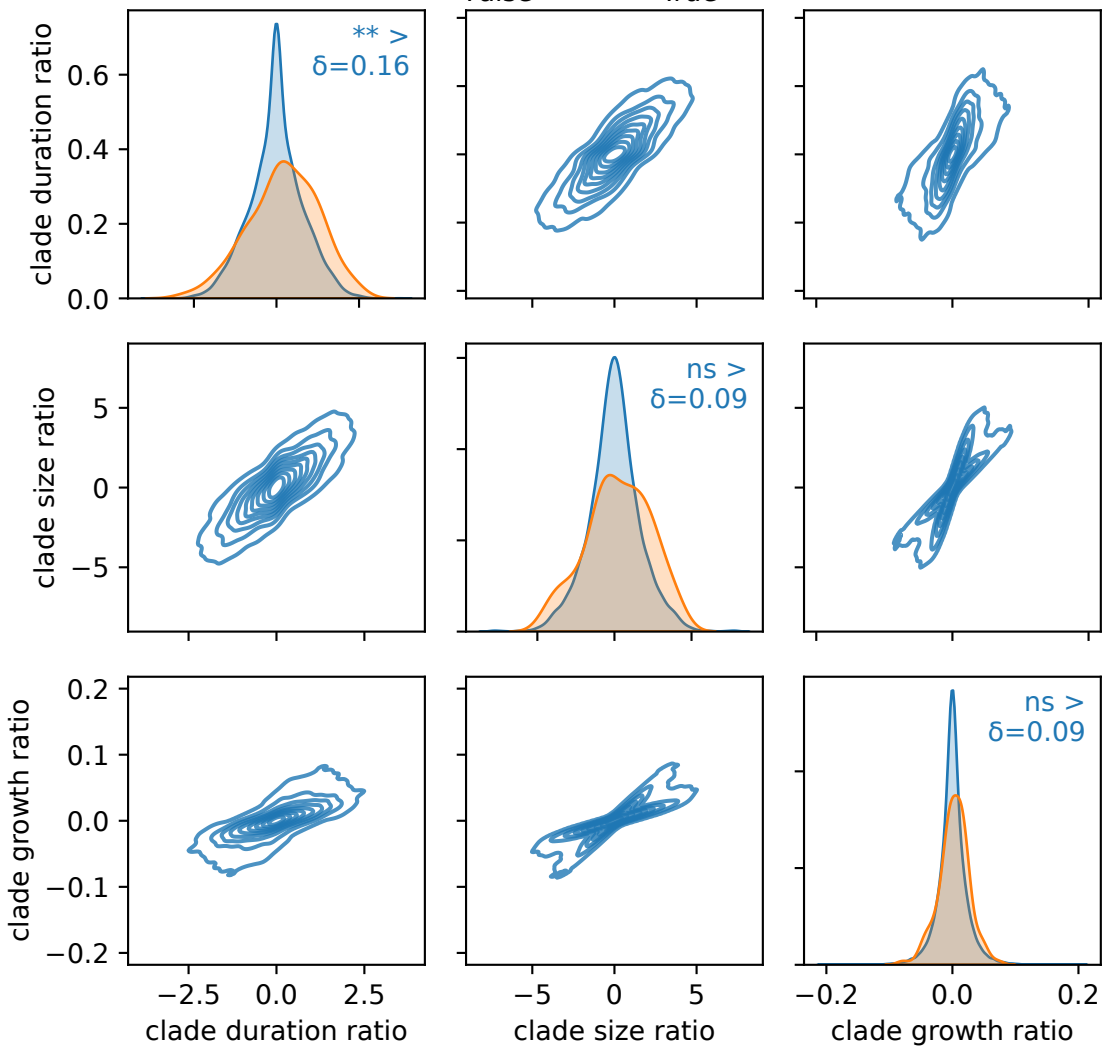 ** >
δ=0.16
clade duration ratio
0.6
0.4
0.2
0.0
ns >
δ=0.09
clade size ratio
5
0
−5
ns >
δ=0.09
clade growth ratio
0.2
0.1
0.0
−0.1
−0.2
−2.5 0.0 2.5 −5 0 5 −0.2 0.0 0.2
clade duration ratio clade size ratio clade growth ratio